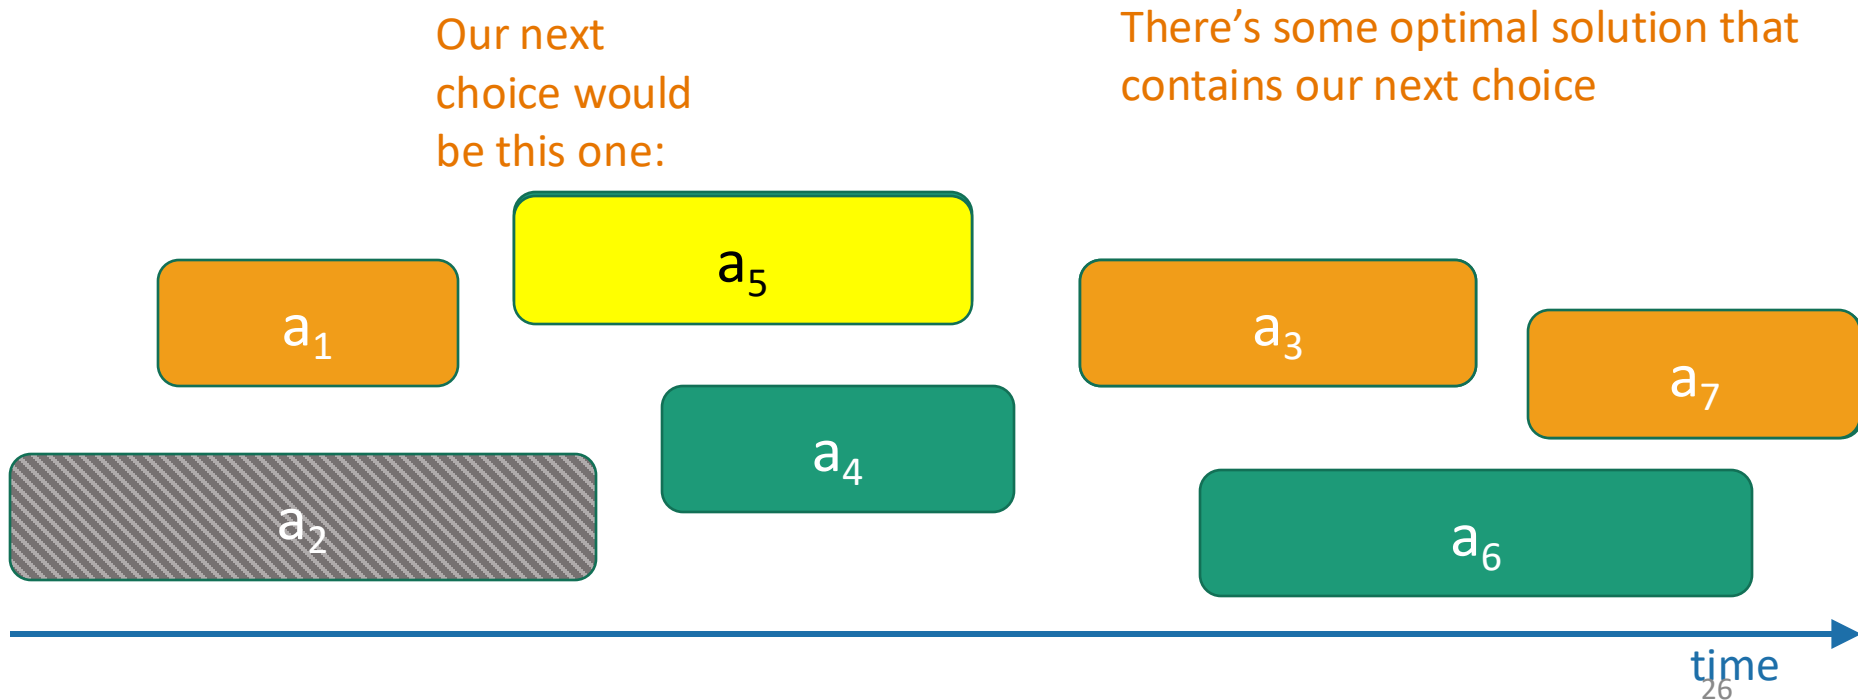 Our next
choice would
be this one:
There’s some optimal solution that
contains our next choice
a₅
a₁
a₃
a₇
a₄
a₂
a₆
time
26